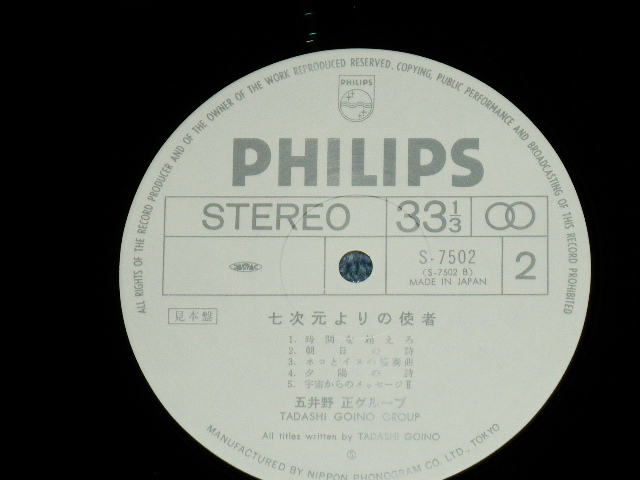 ALL RIGHTS OF THE RECORD PRODUCER AND OF THE OWNER OF THE WORK REPRODUCED RESERVED. COPYING, PUBLIC PERFORMANCE AND BROADCASTING OF THIS RECORD PROHIBITED
PHILIPS
PHILIPS
STEREO 33⅓
S-7502
(S-7502 B)
MADE IN JAPAN
2
見本盤
七次元よりの使者
1. 時間を超えろ
2. 朝日の詩
3. ネコとイヌの協奏曲
4. 夕陽の詩
5. 宇宙からのメッセージⅡ
五井野 正グループ
TADASHI GOINO GROUP
All titles written by TADASHI GOINO
Ⓢ
MANUFACTURED BY NIPPON PHONOGRAM CO. LTD., TOKYO